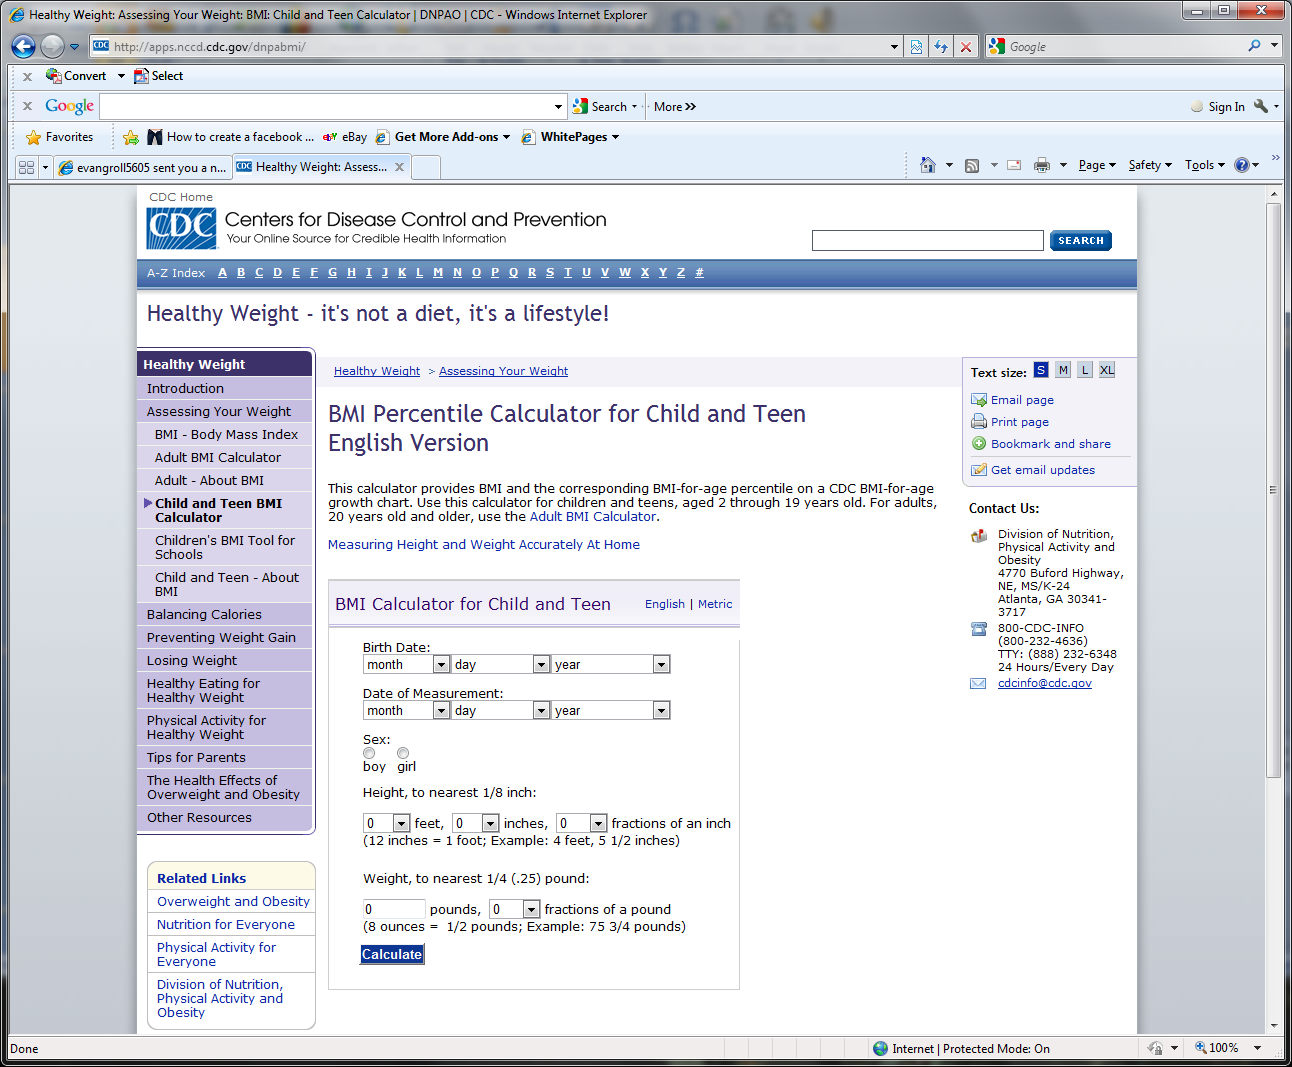 Healthy Weight: Assessing Your Weight: BMI: Child and Teen Calculator | DNPAO | CDC - Windows Internet Explorer
CDC http://apps.nccd.cdc.gov/dnpabmi/
Google
x Convert Select
x Google Search More »
Sign In
Favorites How to create a facebook ... eBay Get More Add-ons WhitePages
evangroll5605 sent you a n... CDC Healthy Weight: Assess... x
Page Safety Tools »
CDC Home
CDC Centers for Disease Control and Prevention
Your Online Source for Credible Health Information
SEARCH
A-Z Index A B C D E F G H I J K L M N O P Q R S T U V W X Y Z #
Healthy Weight - it's not a diet, it's a lifestyle!
Healthy Weight
Introduction
Assessing Your Weight
BMI - Body Mass Index
Adult BMI Calculator
Adult - About BMI
Child and Teen BMI
Calculator
Children's BMI Tool for
Schools
Child and Teen - About
BMI
Balancing Calories
Preventing Weight Gain
Losing Weight
Healthy Eating for
Healthy Weight
Physical Activity for
Healthy Weight
Tips for Parents
The Health Effects of
Overweight and Obesity
Other Resources
Related Links
Overweight and Obesity
Nutrition for Everyone
Physical Activity for
Everyone
Division of Nutrition,
Physical Activity and
Obesity
Healthy Weight > Assessing Your Weight
BMI Percentile Calculator for Child and Teen
English Version
This calculator provides BMI and the corresponding BMI-for-age percentile on a CDC BMI-for-age
growth chart. Use this calculator for children and teens, aged 2 through 19 years old. For adults,
20 years old and older, use the Adult BMI Calculator.
Measuring Height and Weight Accurately At Home
BMI Calculator for Child and Teen English | Metric
Birth Date:
month day year
Date of Measurement:
month day year
Sex:
boy girl
Height, to nearest 1/8 inch:
0 feet, 0 inches, 0 fractions of an inch
(12 inches = 1 foot; Example: 4 feet, 5 1/2 inches)
Weight, to nearest 1/4 (.25) pound:
0 pounds, 0 fractions of a pound
(8 ounces = 1/2 pounds; Example: 75 3/4 pounds)
Calculate
Text size: S M L XL
Email page
Print page
Bookmark and share
Get email updates
Contact Us:
Division of Nutrition,
Physical Activity and
Obesity
4770 Buford Highway,
NE, MS/K-24
Atlanta, GA 30341-
3717
800-CDC-INFO
(800-232-4636)
TTY: (888) 232-6348
24 Hours/Every Day
cdcinfo@cdc.gov
Done
Internet | Protected Mode: On
100%